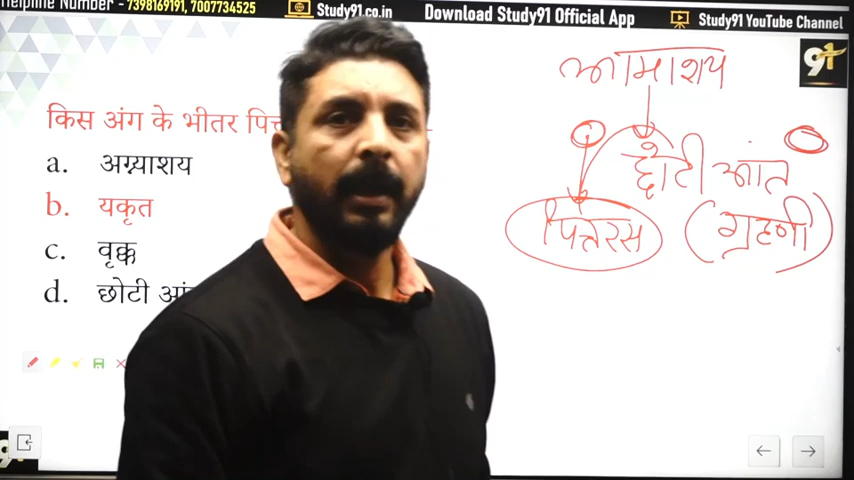 Helpline Number - 7398169191, 7007734525
Study91.co.in
Download Study91 Official App
Study91 YouTube Channel
91
आमाशय
किस अंग के भीतर पित्त
a. अग्न्याशय
b. यकृत
c. वृक्क
d. छोटी
छोटी आंत
पित्तरस
(ग्रहणी)